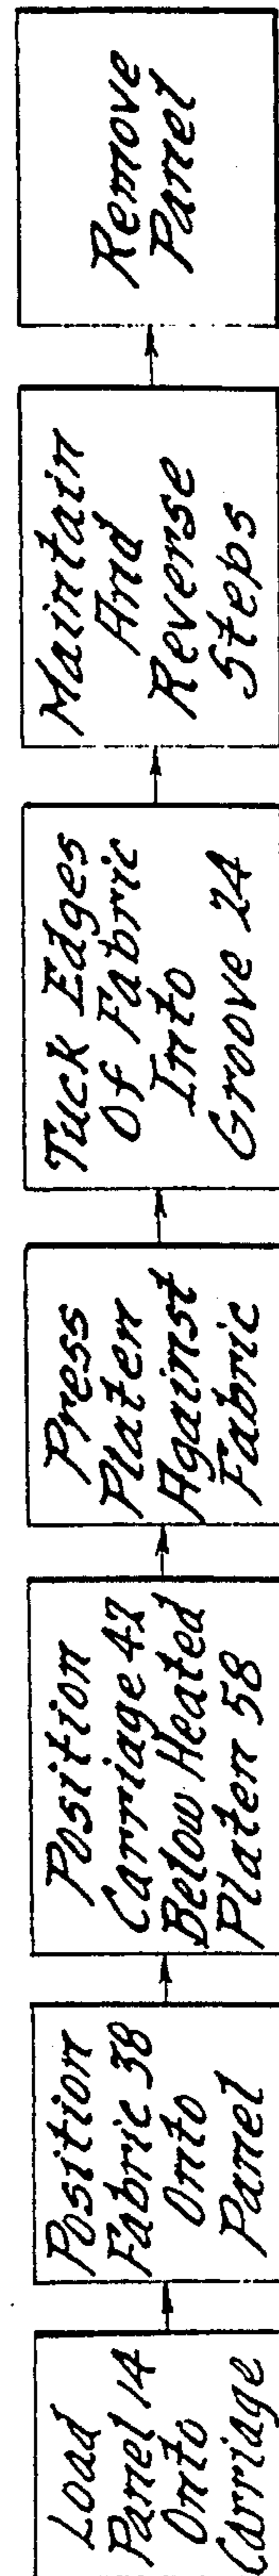 Load
Panel 14
Onto
Carriage
Position
Fabric 38
Onto
Panel
Position
Carriage 47
Below Heated
Platen 58
Press
Platen
Against
Fabric
Tuck Edges
Of Fabric
Into
Groove 24
Maintain
And
Reverse
Steps
Remove
Panel